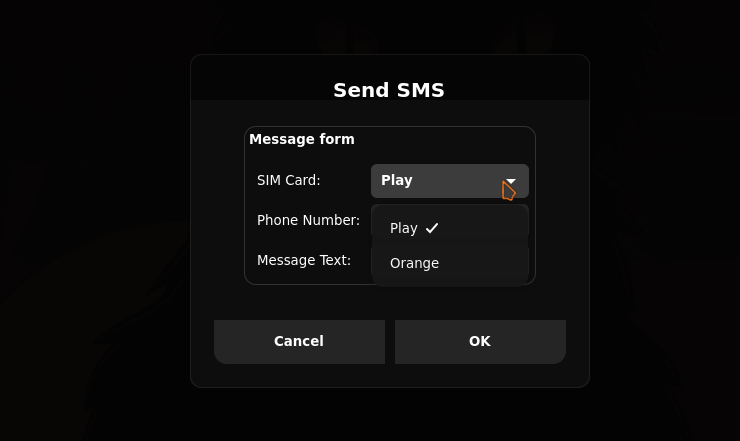 Send SMS
Message form
SIM Card:
Play
Phone Number:
Play
Message Text:
Orange
Cancel
OK